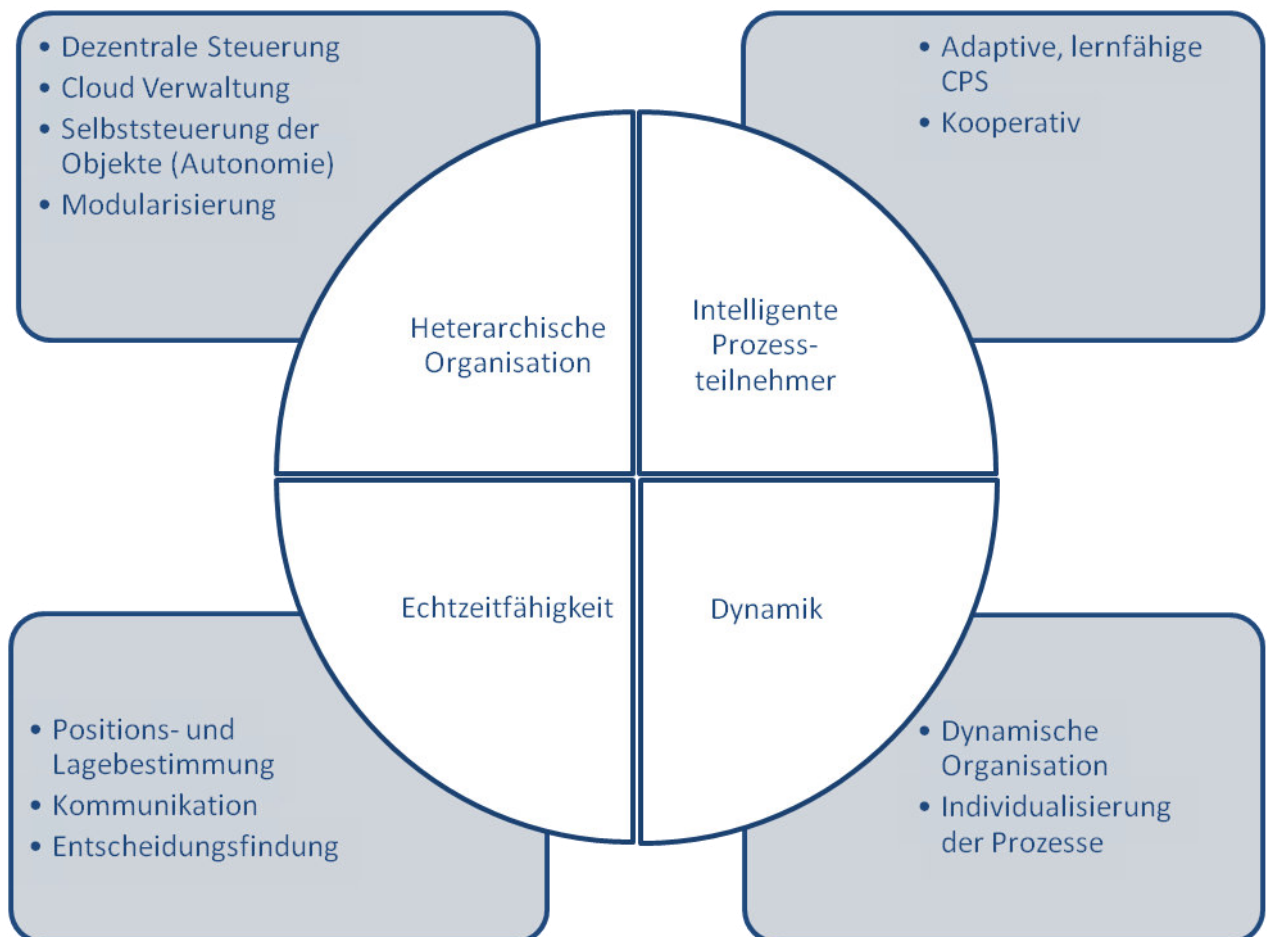 • Dezentrale Steuerung
• Cloud Verwaltung
• Selbststeuerung der
Objekte (Autonomie)
• Modularisierung
• Adaptive, lernfähige
CPS
• Kooperativ
Heterarchische
Organisation
Intelligente
Prozess-
teilnehmer
Echtzeitfähigkeit
Dynamik
• Positions- und
Lagebestimmung
• Kommunikation
• Entscheidungsfindung
• Dynamische
Organisation
• Individualisierung
der Prozesse